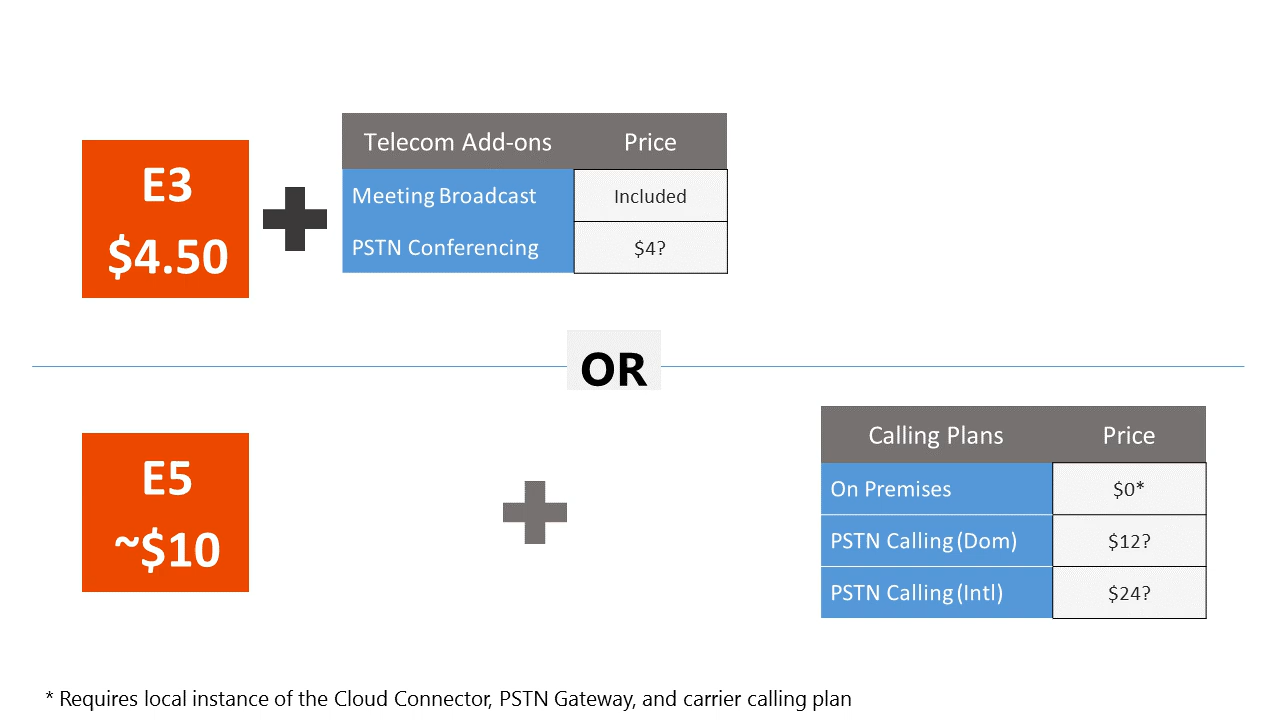 E3
$4.50
Telecom Add-ons Price
Meeting Broadcast Included
PSTN Conferencing $4?
OR
E5
~$10
Calling Plans Price
On Premises $0*
PSTN Calling (Dom) $12?
PSTN Calling (Intl) $24?
* Requires local instance of the Cloud Connector, PSTN Gateway, and carrier calling plan